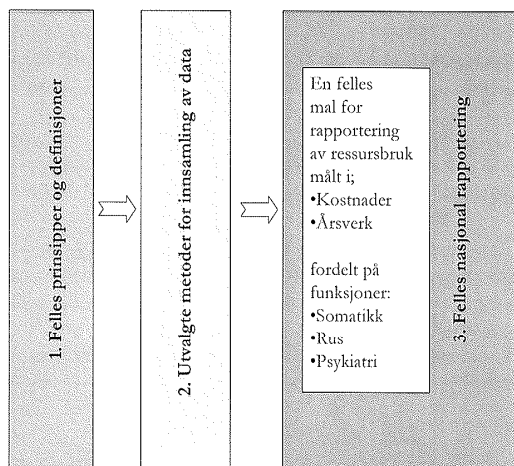 1. Felles prinsipper og definisjoner
2. Utvalgte metoder for innsamling av data
En felles
mal for
rapportering
av ressursbruk
målt i;
•Kostnader
•Årsverk
fordelt på
funksjoner:
•Somatikk
•Rus
•Psykiatri
3. Felles nasjonal rapportering